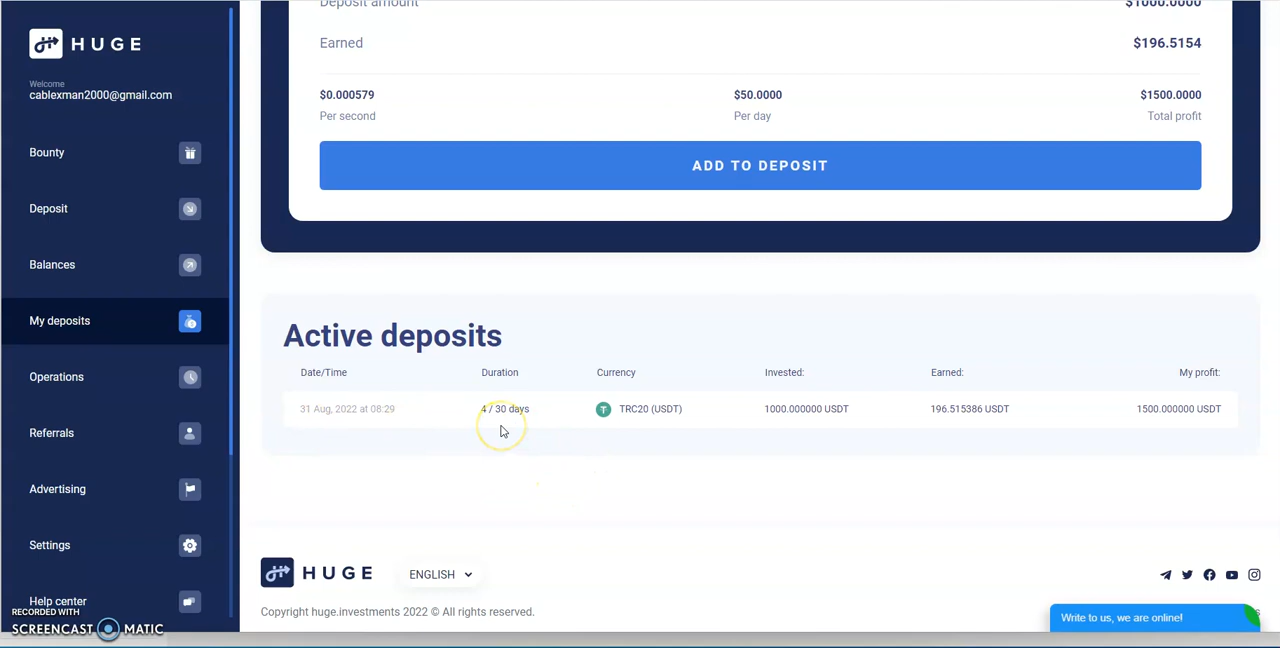 HUGE
Welcome
cablexman2000@gmail.com
Bounty
Deposit
Balances
My deposits
Operations
Referrals
Advertising
Settings
Help center
RECORDED WITH
SCREENCAST MATIC
Deposit amount $1000.0000
Earned $196.5154
$0.000579 $50.0000 $1500.0000
Per second Per day Total profit
ADD TO DEPOSIT
Active deposits
Date/Time Duration Currency Invested: Earned: My profit:
31 Aug, 2022 at 08:29 4 / 30 days TRC20 (USDT) 1000.000000 USDT 196.515386 USDT 1500.000000 USDT
HUGE ENGLISH
Copyright huge.investments 2022 © All rights reserved.
Write to us, we are online!